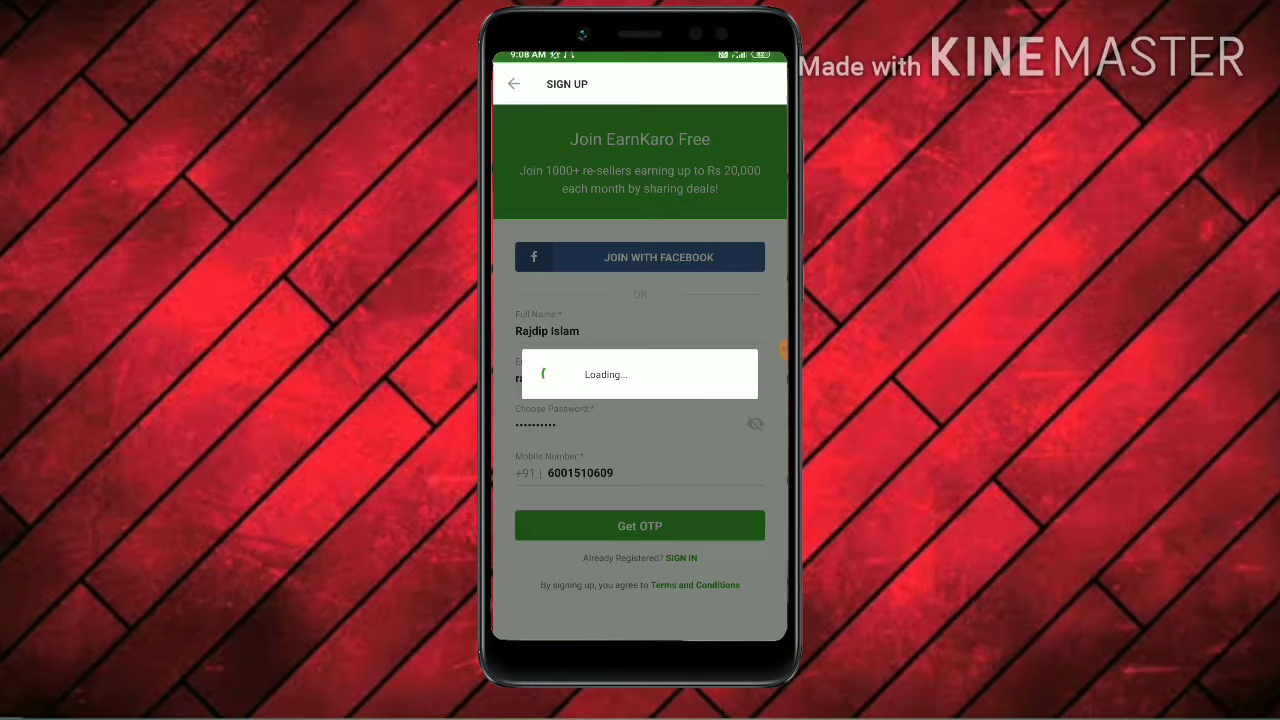 Made with KINEMASTER
9:08 AM
82
SIGN UP
Join EarnKaro Free
Join 1000+ re-sellers earning up to Rs 20,000
each month by sharing deals!
f JOIN WITH FACEBOOK
OR
Full Name:*
Rajdip Islam
Loading...
Choose Password:*
••••••••••
Mobile Number:*
+91 | 6001510609
Get OTP
Already Registered? SIGN IN
By signing up, you agree to Terms and Conditions